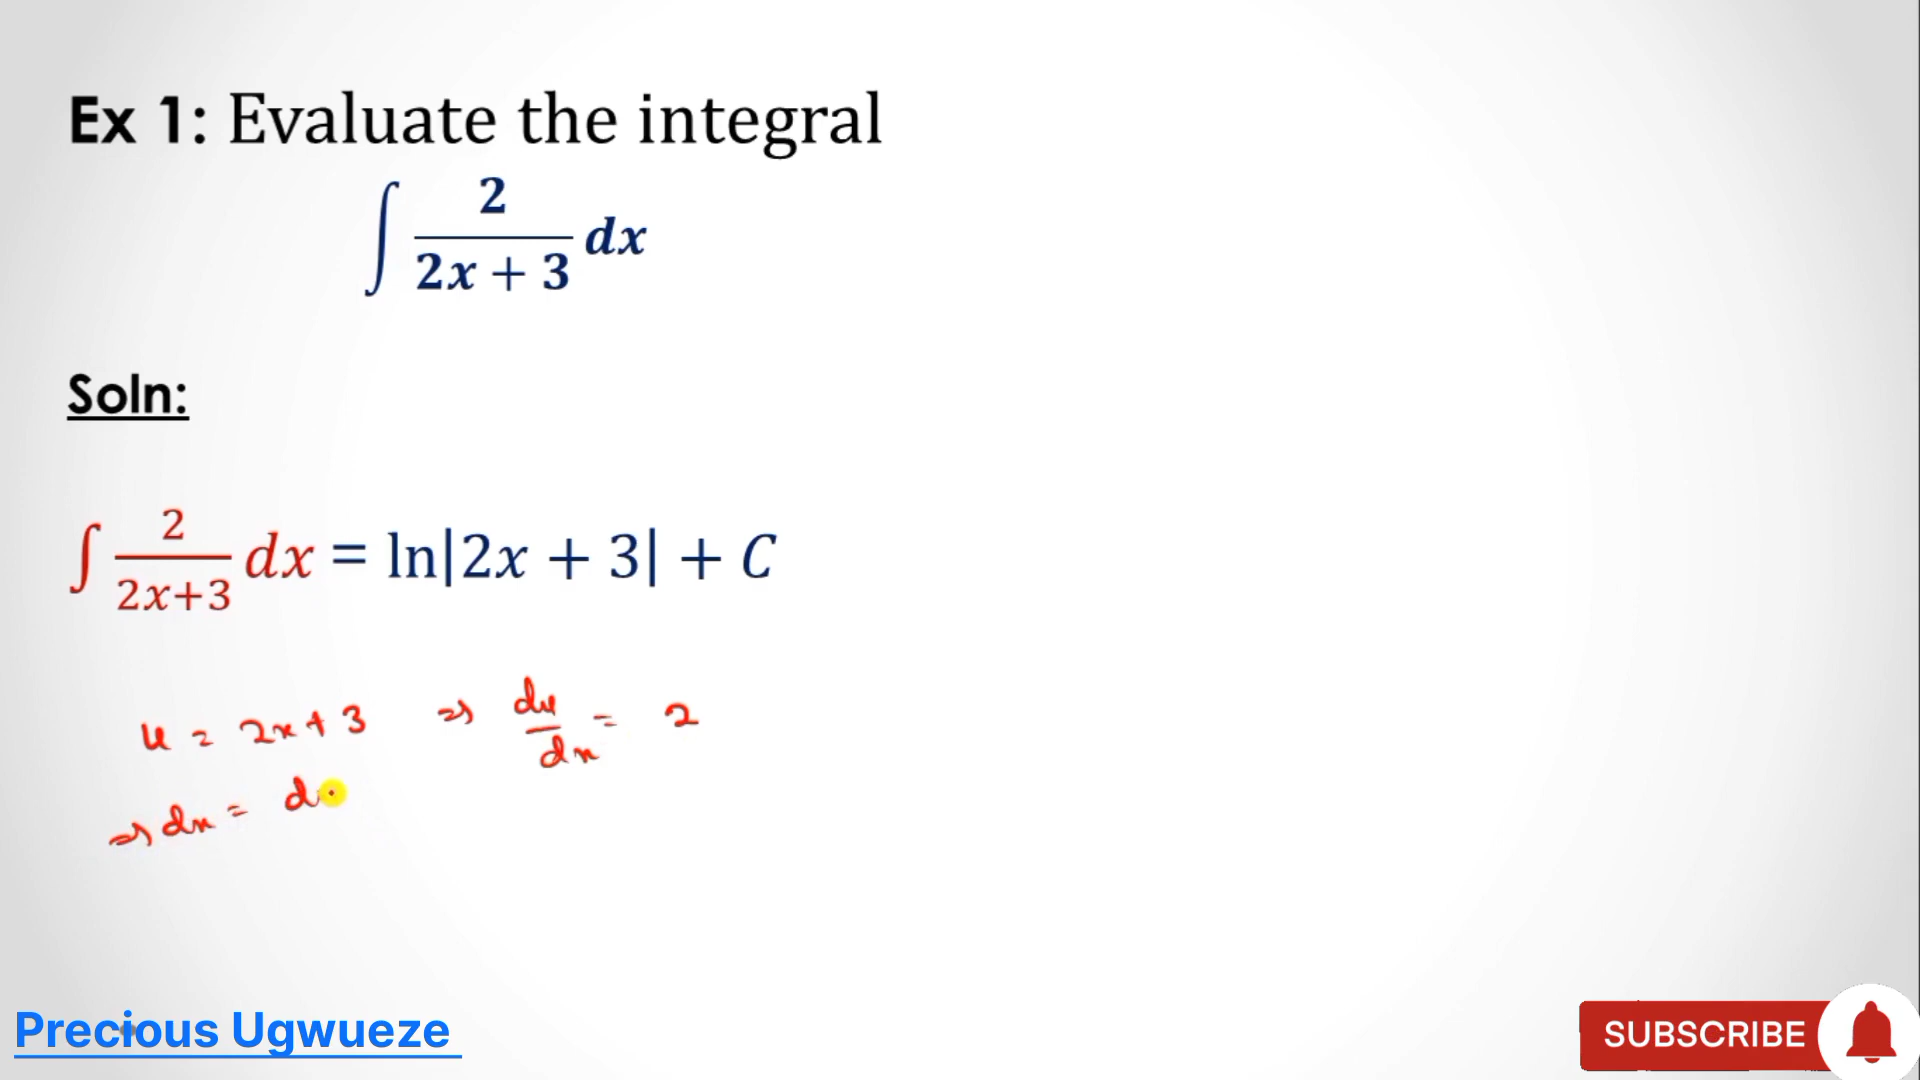 Ex 1: Evaluate the integral
∫ 2/(2x + 3) dx
Soln:
∫ 2/(2x+3) dx = ln|2x + 3| + C
u = 2x + 3 ⇒ du/dx = 2
⇒ dx = d
Precious Ugwueze
SUBSCRIBE